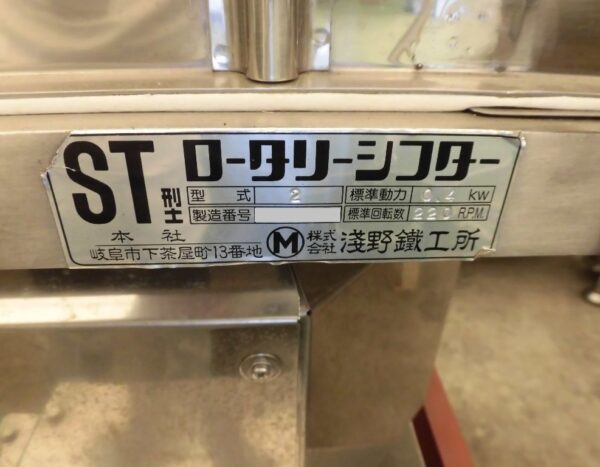 ST型 ロータリーシフター
型式 2 標準動力 0.4 KW
製造番号 標準回転数 220 R.P.M.
本社
岐阜市下茶屋町13番地 M 株式会社 淺野鐵工所